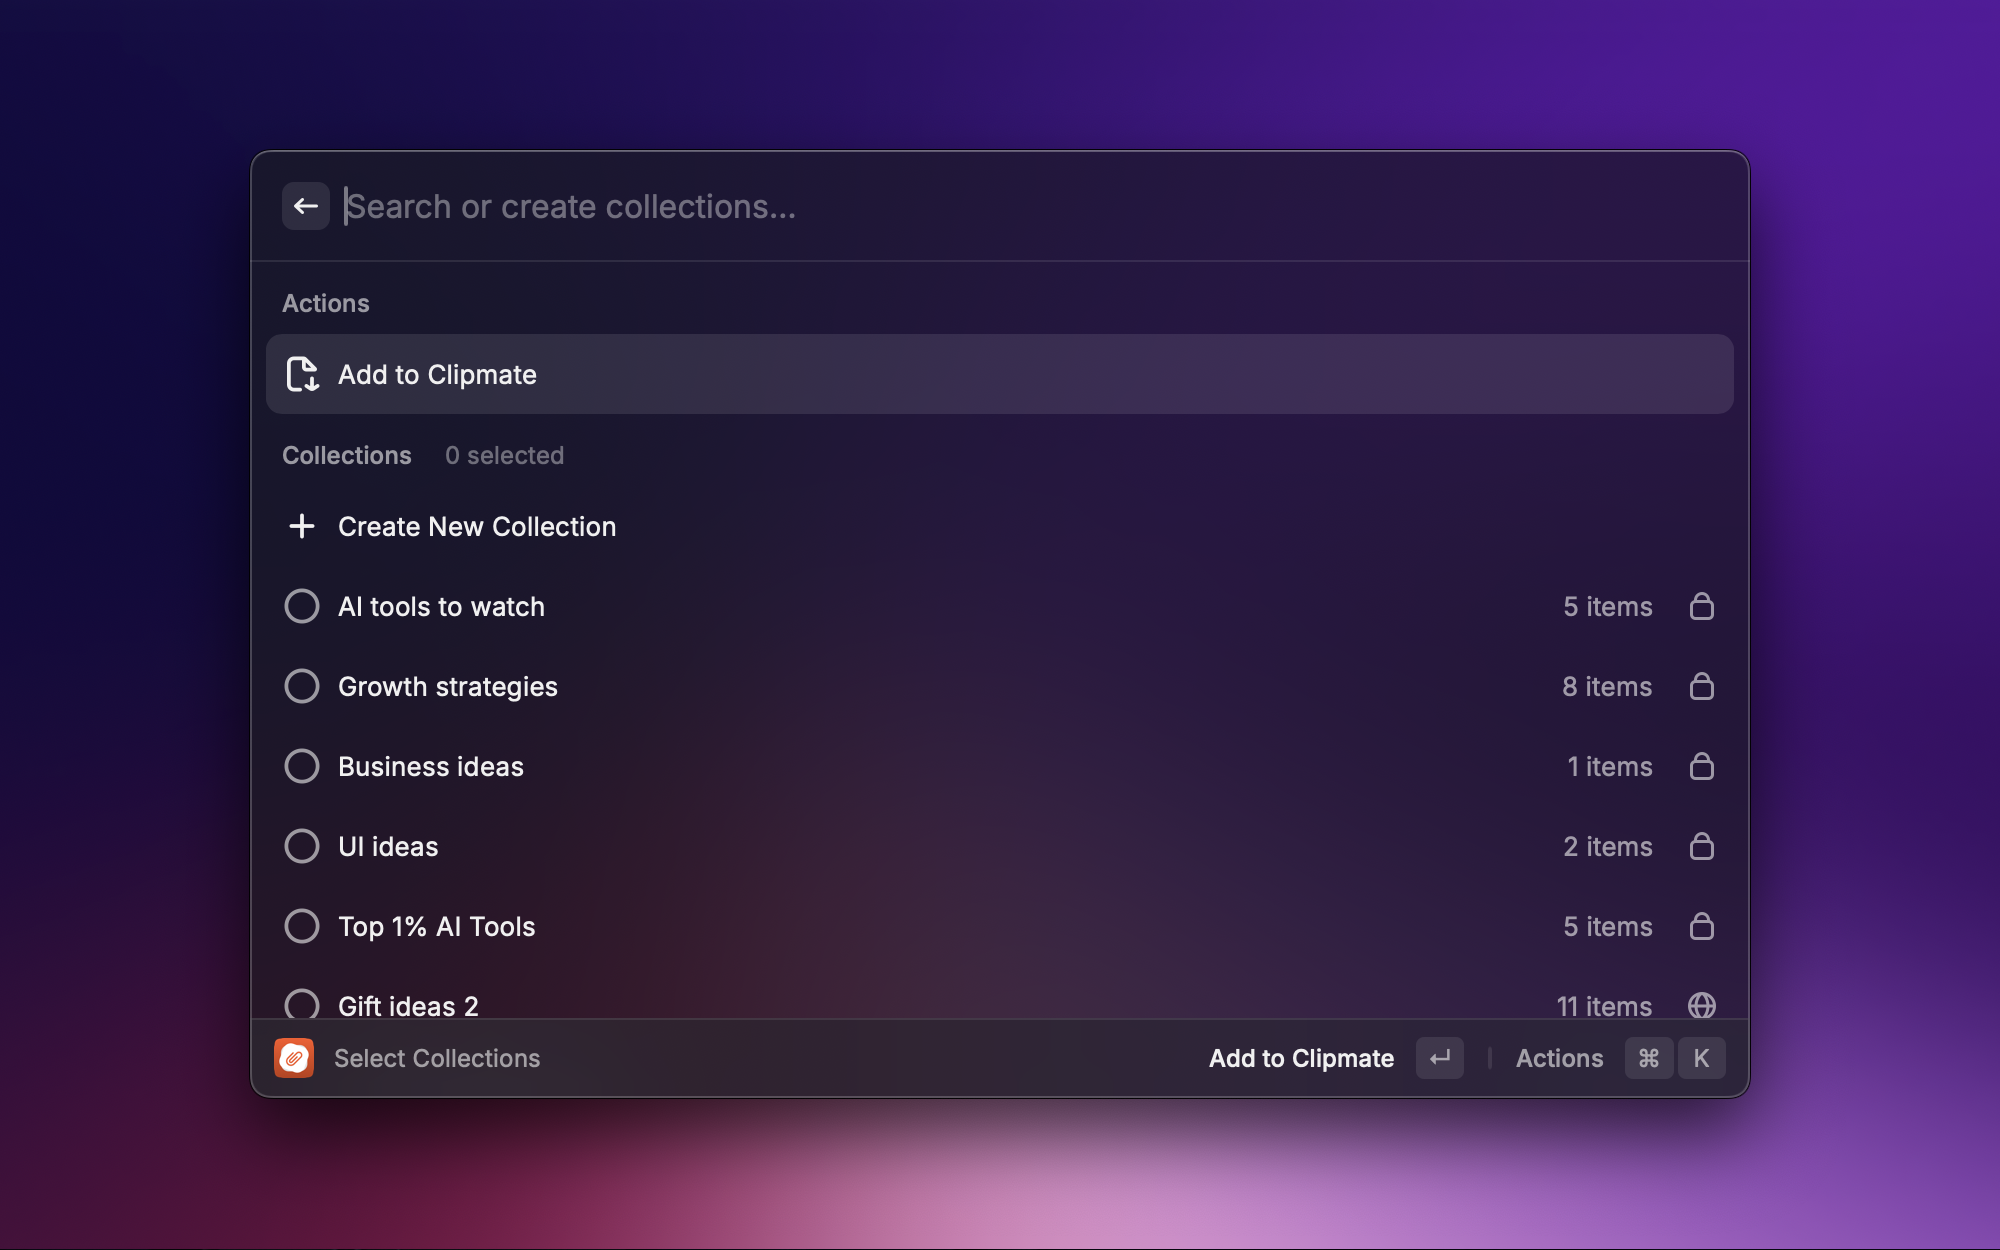 Search or create collections...
Actions
Add to Clipmate
Collections 0 selected
Create New Collection
AI tools to watch 5 items
Growth strategies 8 items
Business ideas 1 items
UI ideas 2 items
Top 1% AI Tools 5 items
Gift ideas 2 11 items
Select Collections Add to Clipmate ↵ Actions ⌘ K